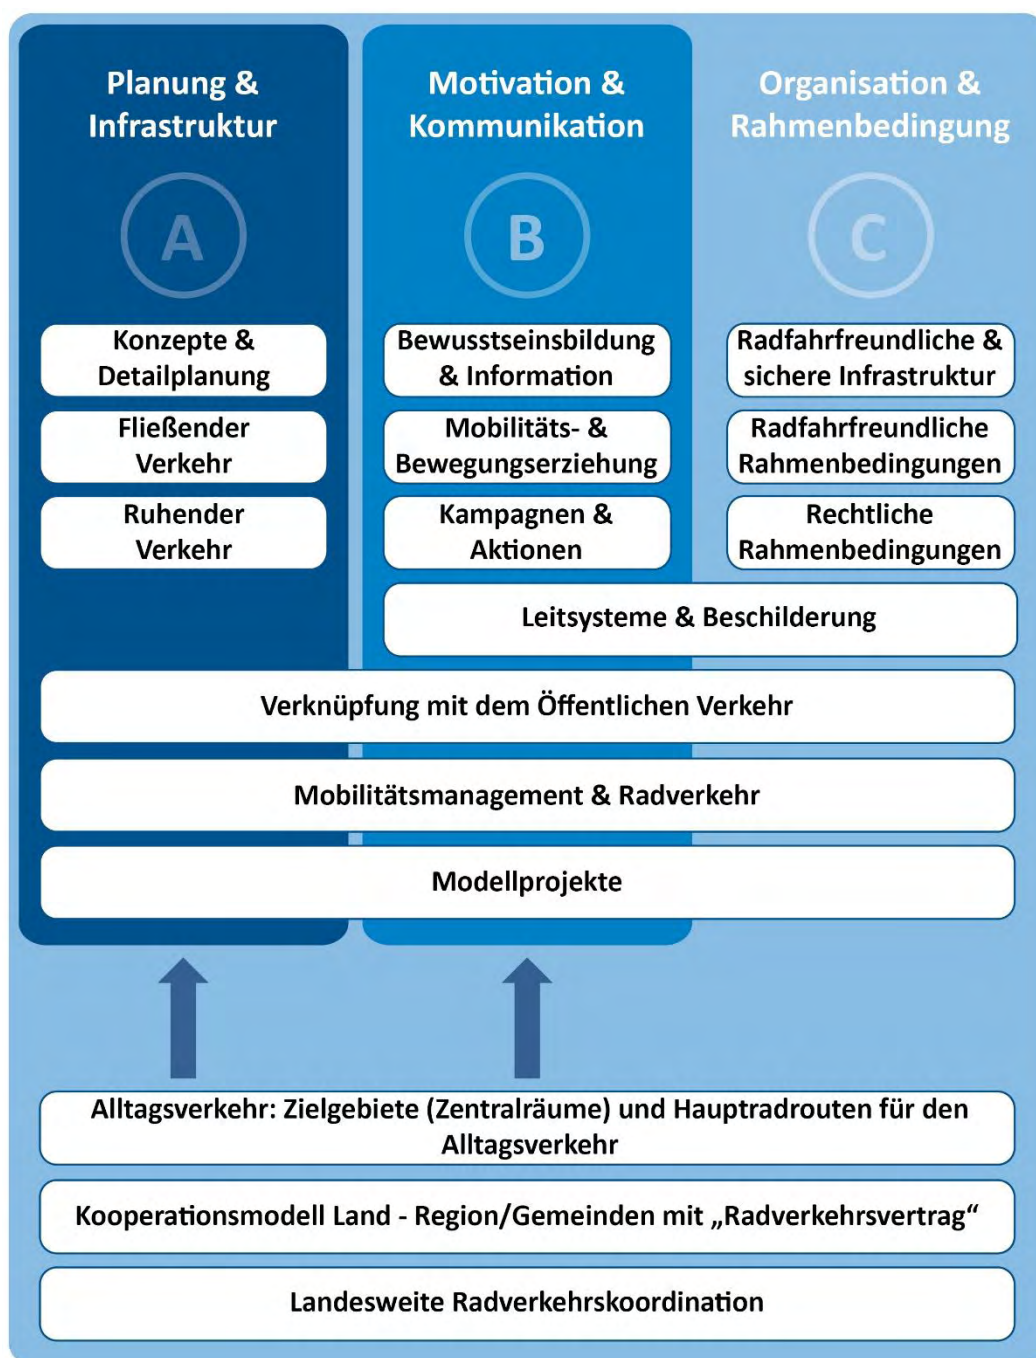 Planung &
Infrastruktur
A
Konzepte &
Detailplanung
Fließender
Verkehr
Ruhender
Verkehr
Motivation &
Kommunikation
B
Bewusstseinsbildung
& Information
Mobilitäts- &
Bewegungserziehung
Kampagnen &
Aktionen
Organisation &
Rahmenbedingung
C
Radfahrfreundliche &
sichere Infrastruktur
Radfahrfreundliche
Rahmenbedingungen
Rechtliche
Rahmenbedingungen
Leitsysteme & Beschilderung
Verknüpfung mit dem Öffentlichen Verkehr
Mobilitätsmanagement & Radverkehr
Modellprojekte
Alltagsverkehr: Zielgebiete (Zentralräume) und Hauptradrouten für den
Alltagsverkehr
Kooperationsmodell Land - Region/Gemeinden mit „Radverkehrsvertrag“
Landesweite Radverkehrskoordination